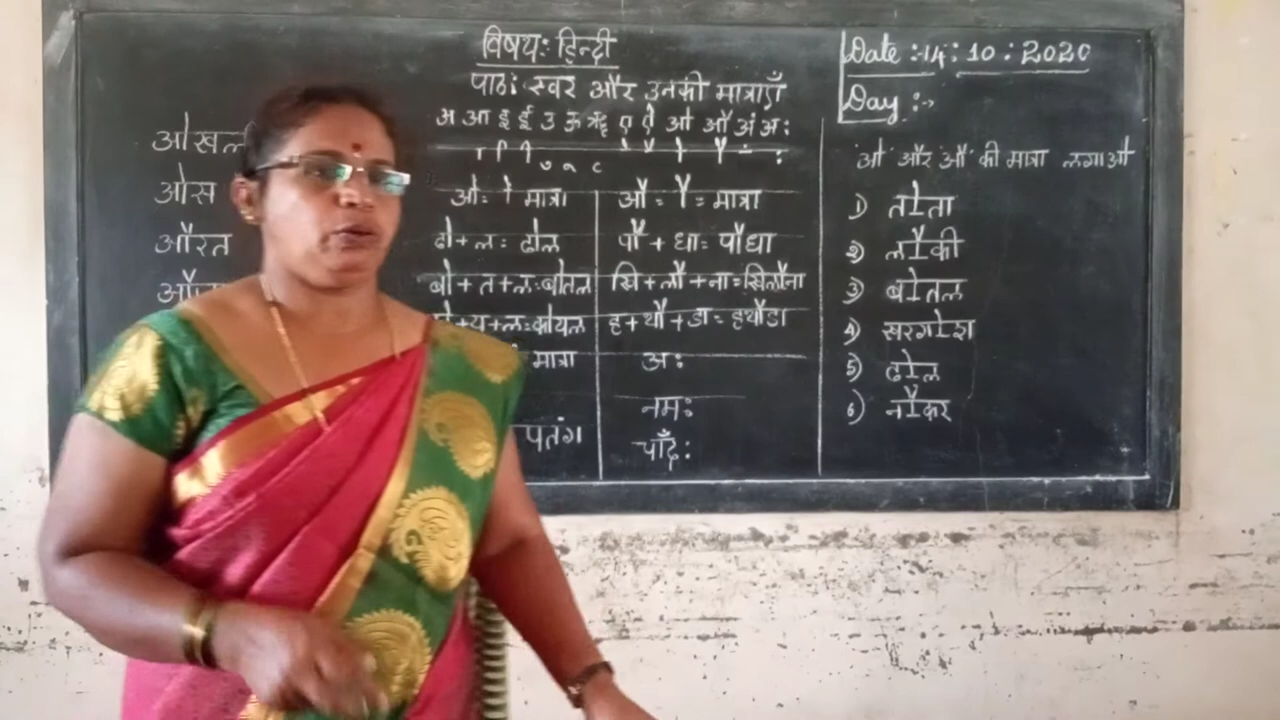 विषय: हिन्दी
पाठ: स्वर और उनकी मात्राएँ
अ आ इ ई उ ऊ ऋ ए ऐ ओ औ अं अः
ा ि ी ु ू ृ े ै ो ौ ं ः
ओस
औरत
ओ = ो मात्रा
ढो + ल = ढोल
बो + त + ल = बोतल
य + ल = कोयल
मात्रा
पतंग
औ = ौ = मात्रा
पौ + धा = पौधा
खि + लौ + ना = खिलौना
ह + थौ + डा = हथौडा
अः
नमः
Date : 14 : 10 : 2020
Day :-
'ओ' और 'औ' की मात्रा लगाओ
1) तोता
2) लौकी
3) बोतल
4) खरगोश
5) ढोल
6) नौकर